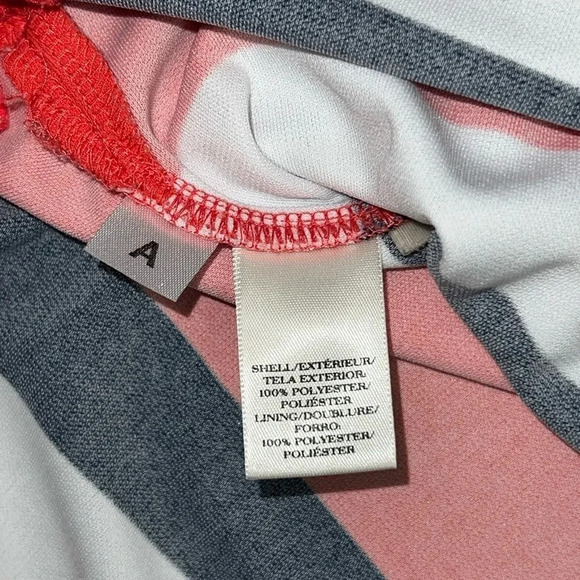 A
SHELL/EXTÉRIEUR/
TELA EXTERIOR:
100% POLYESTER/
POLIÉSTER
LINING/DOUBLURE/
FORRO:
100% POLYESTER/
POLIÉSTER